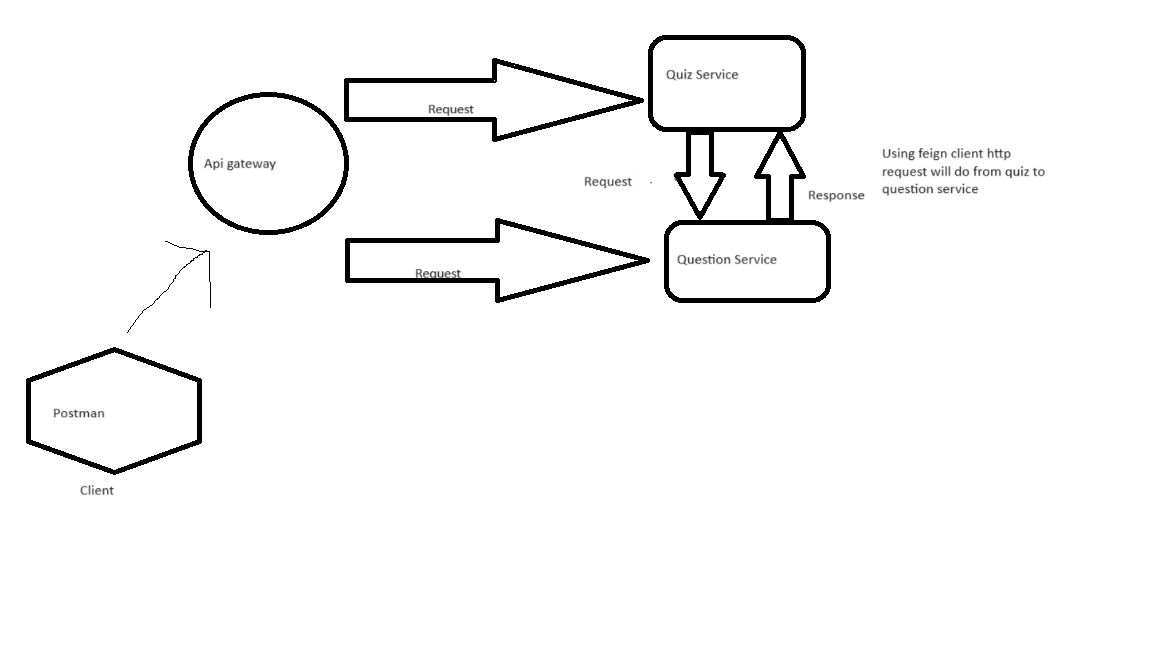 Quiz Service
Request
Api gateway
Using feign client http
request will do from quiz to
question service
Request
Response
Question Service
Request
Postman
Client